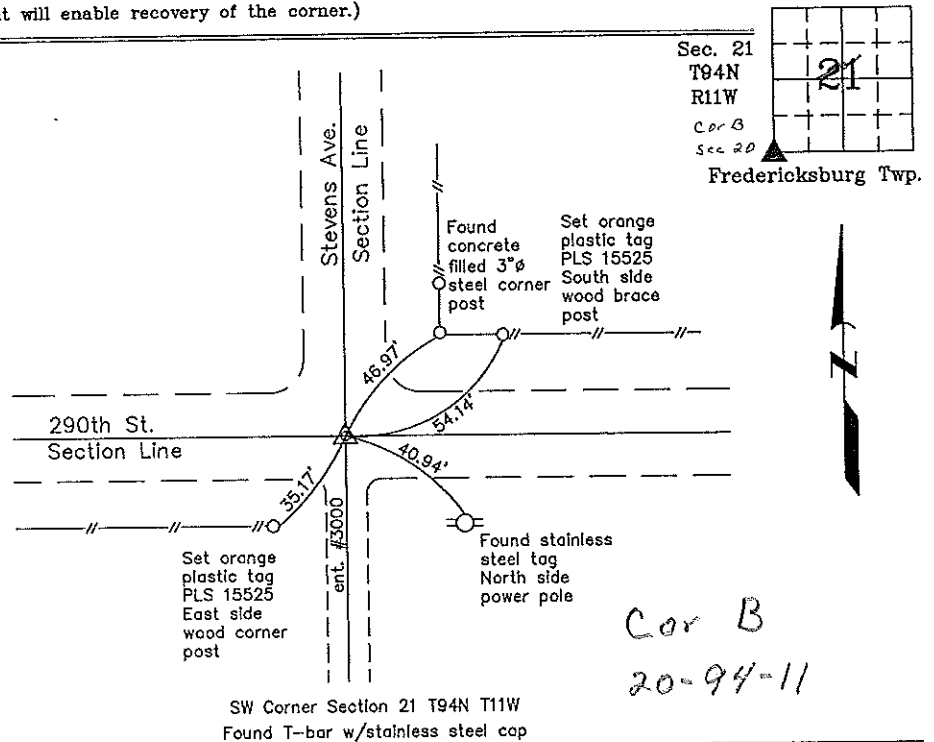 t will enable recovery of the corner.)
Sec. 21
T94N
R11W
Cor B
Sec 20
21
Fredericksburg Twp.
Stevens Ave.
Section Line
Found
concrete
filled 3"ø
steel corner
post
Set orange
plastic tag
PLS 15525
South side
wood brace
post
46.97'
54.14'
N
290th St.
Section Line
40.94'
35.17'
ent. #3000
Set orange
plastic tag
PLS 15525
East side
wood corner
post
Found stainless
steel tag
North side
power pole
Cor B
20-94-11
SW Corner Section 21 T94N T11W
Found T-bar w/stainless steel cap